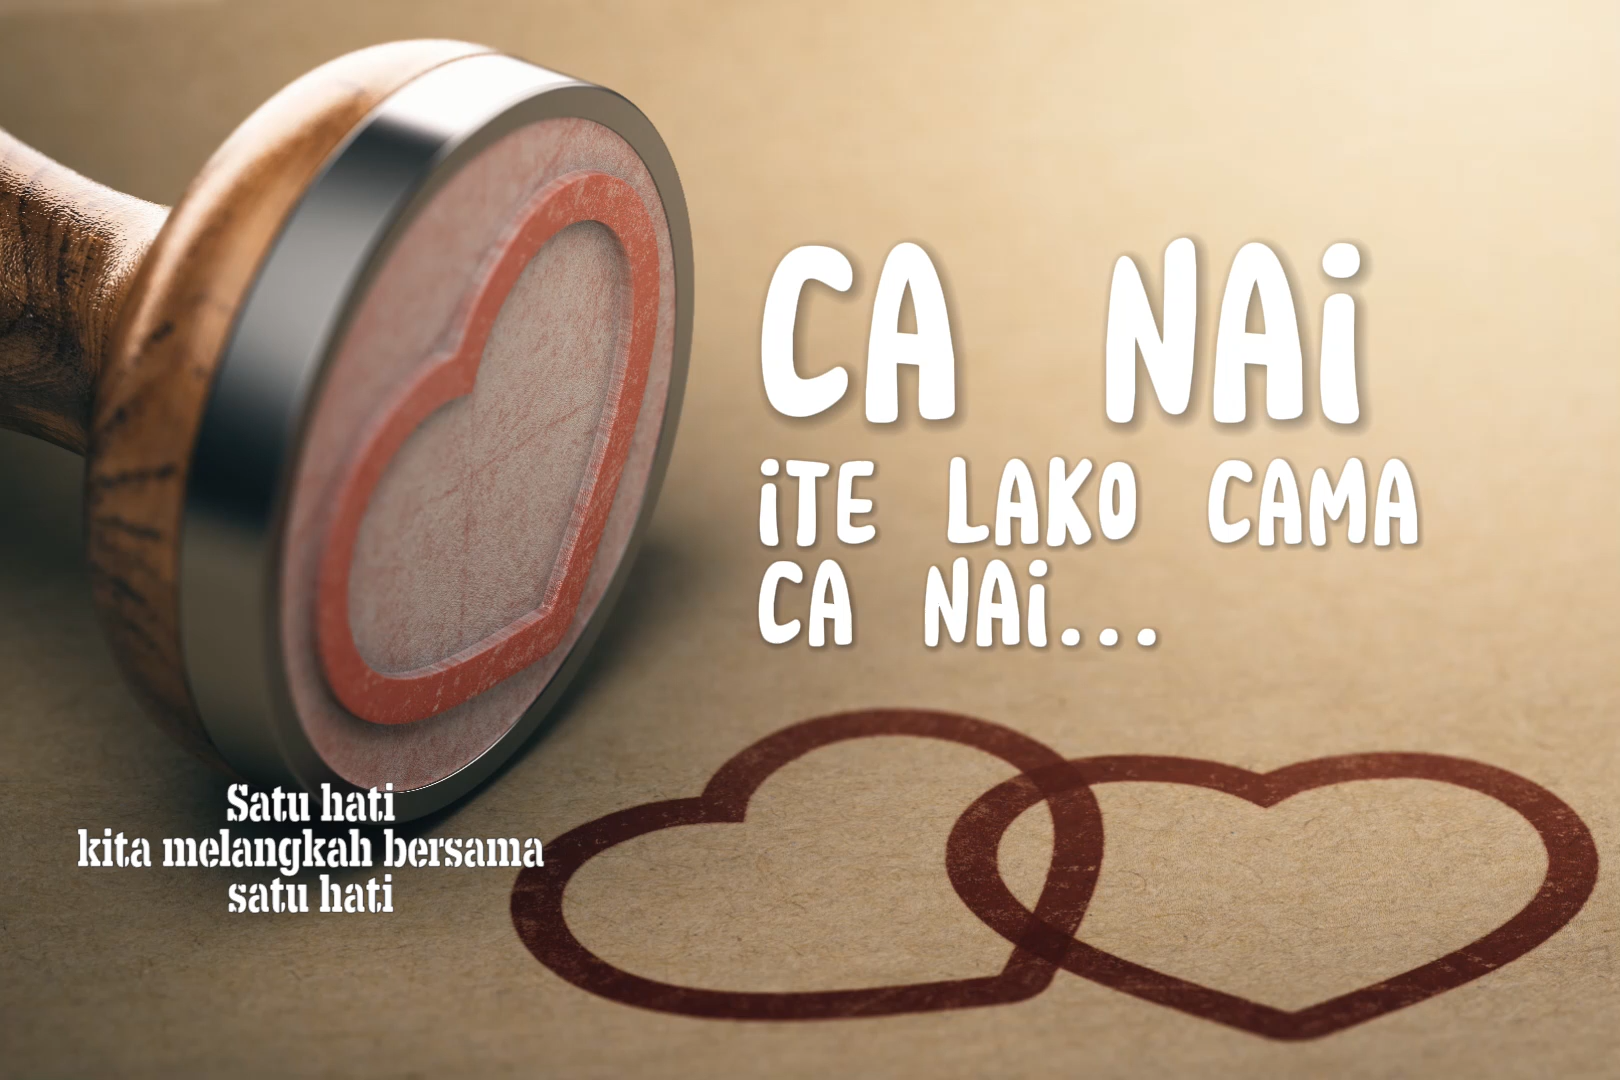 CA NAi
iTE LAKO CAMA
CA NAi...
Satu hati
kita melangkah bersama
satu hati